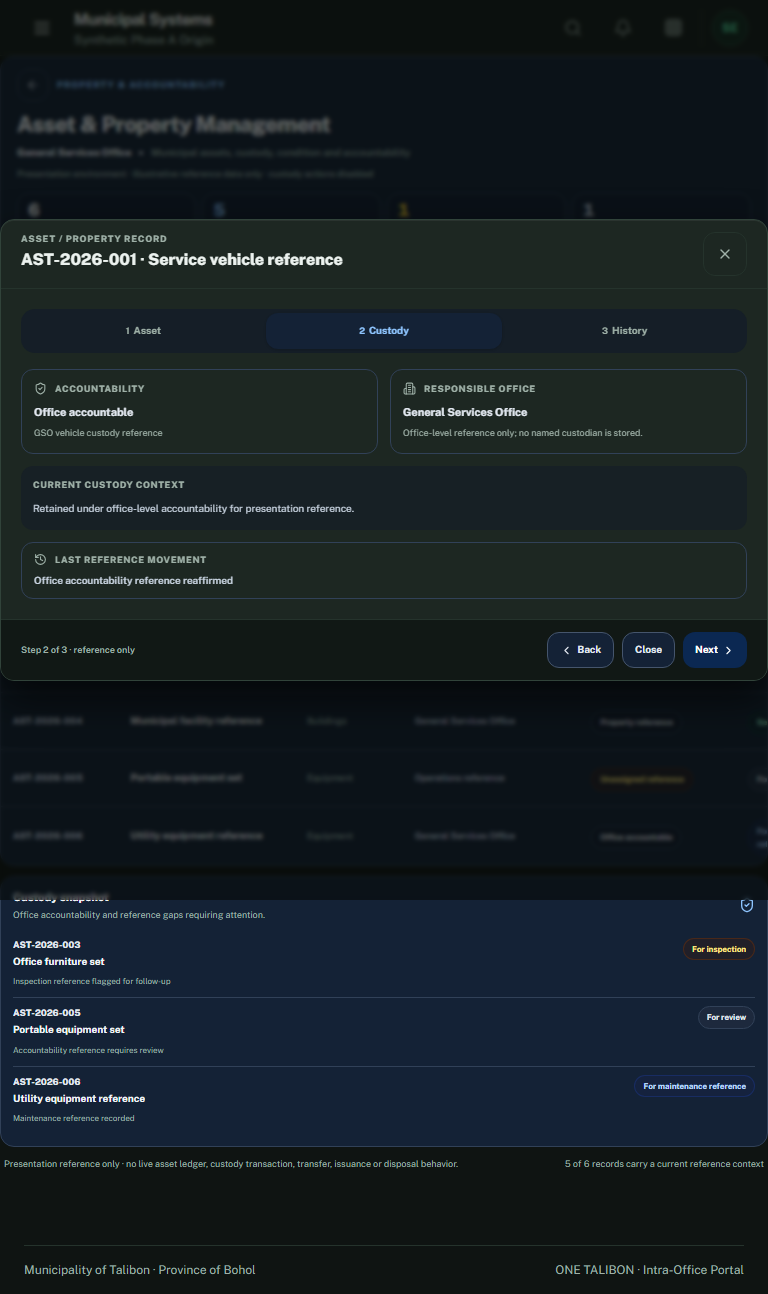 Municipal Systems
Synthetic Phase A Origin
PROPERTY & ACCOUNTABILITY
Asset & Property Management
General Services Office • Municipal assets, custody, condition and accountability
Presentation environment · illustrative reference data only · custody actions disabled
6 5 1 1
ASSET / PROPERTY RECORD
AST-2026-001 · Service vehicle reference
1 Asset 2 Custody 3 History
ACCOUNTABILITY
Office accountable
GSO vehicle custody reference
RESPONSIBLE OFFICE
General Services Office
Office-level reference only; no named custodian is stored.
CURRENT CUSTODY CONTEXT
Retained under office-level accountability for presentation reference.
LAST REFERENCE MOVEMENT
Office accountability reference reaffirmed
Step 2 of 3 · reference only
Back Close Next
AST-2026-004 Municipal facility reference Buildings General Services Office Property reference
AST-2026-005 Portable equipment set Equipment Operations reference Unassigned reference
AST-2026-006 Utility equipment reference Equipment General Services Office Office accountable
Custody snapshot
Office accountability and reference gaps requiring attention.
AST-2026-003
For inspection
Office furniture set
Inspection reference flagged for follow-up
AST-2026-005
For review
Portable equipment set
Accountability reference requires review
AST-2026-006
For maintenance reference
Utility equipment reference
Maintenance reference recorded
Presentation reference only · no live asset ledger, custody transaction, transfer, issuance or disposal behavior.
5 of 6 records carry a current reference context
Municipality of Talibon · Province of Bohol
ONE TALIBON · Intra-Office Portal